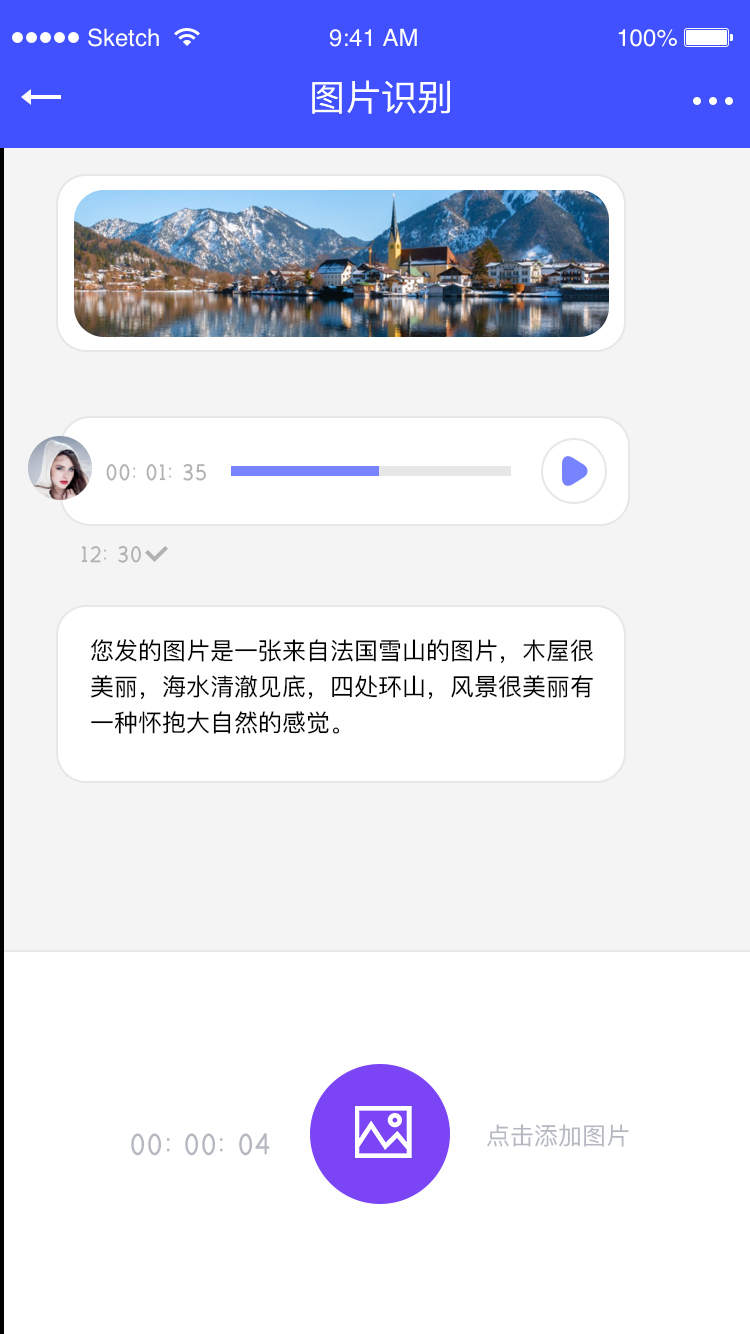 Sketch 9:41 AM 100%
图片识别
00: 01: 35
12: 30
您发的图片是一张来自法国雪山的图片，木屋很
美丽，海水清澈见底，四处环山，风景很美丽有
一种怀抱大自然的感觉。
00: 00: 04 点击添加图片